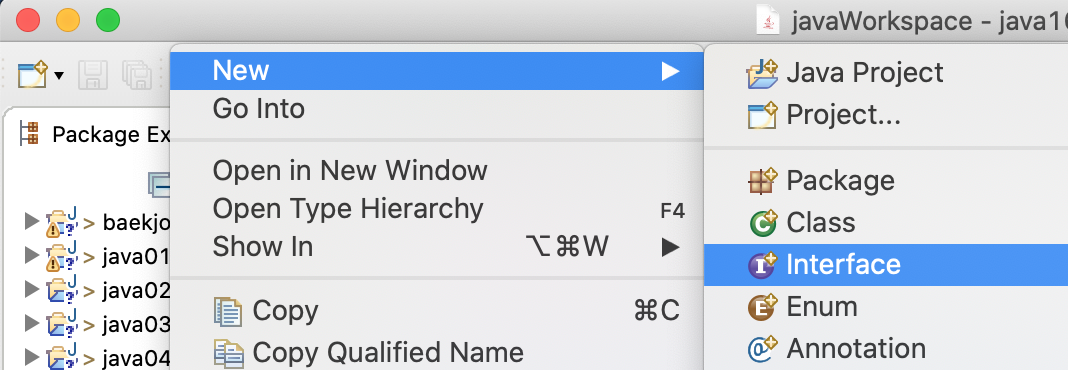 javaWorkspace - java1
New
Go Into
Open in New Window
Open Type Hierarchy F4
Show In ⌥⌘W
Copy ⌘C
Copy Qualified Name
Java Project
Project...
Package
Class
Interface
Enum
Annotation
Package Ex
> baekjo
> java01
> java02
> java03
> java04